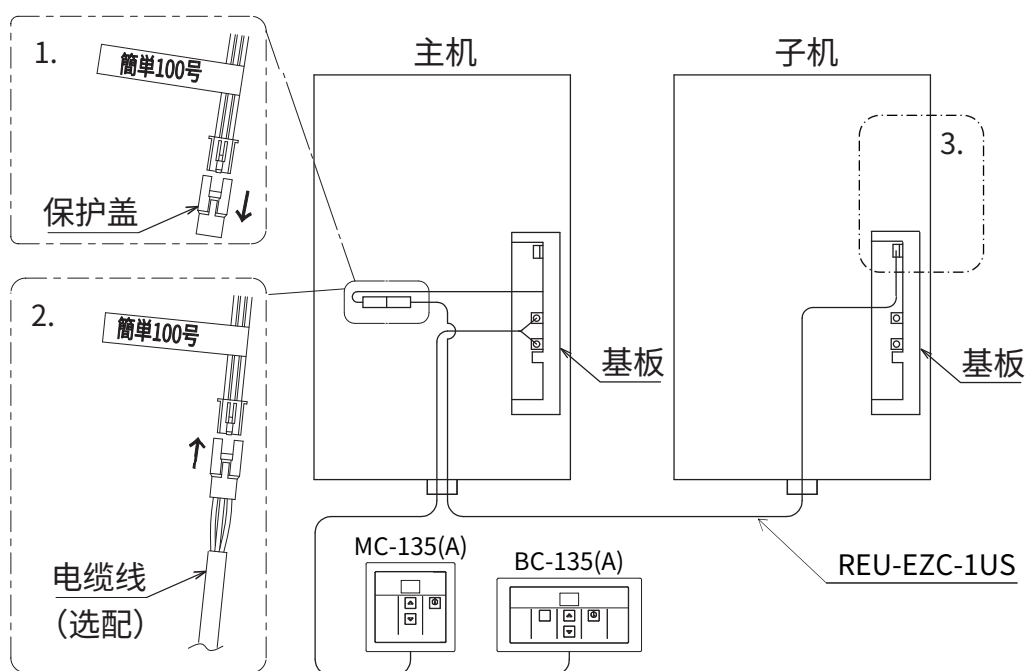 1.
簡単100号
保护盖
2.
簡単100号
电缆线
(选配)
主机
基板
子机
3.
基板
MC-135(A)
BC-135(A)
REU-EZC-1US